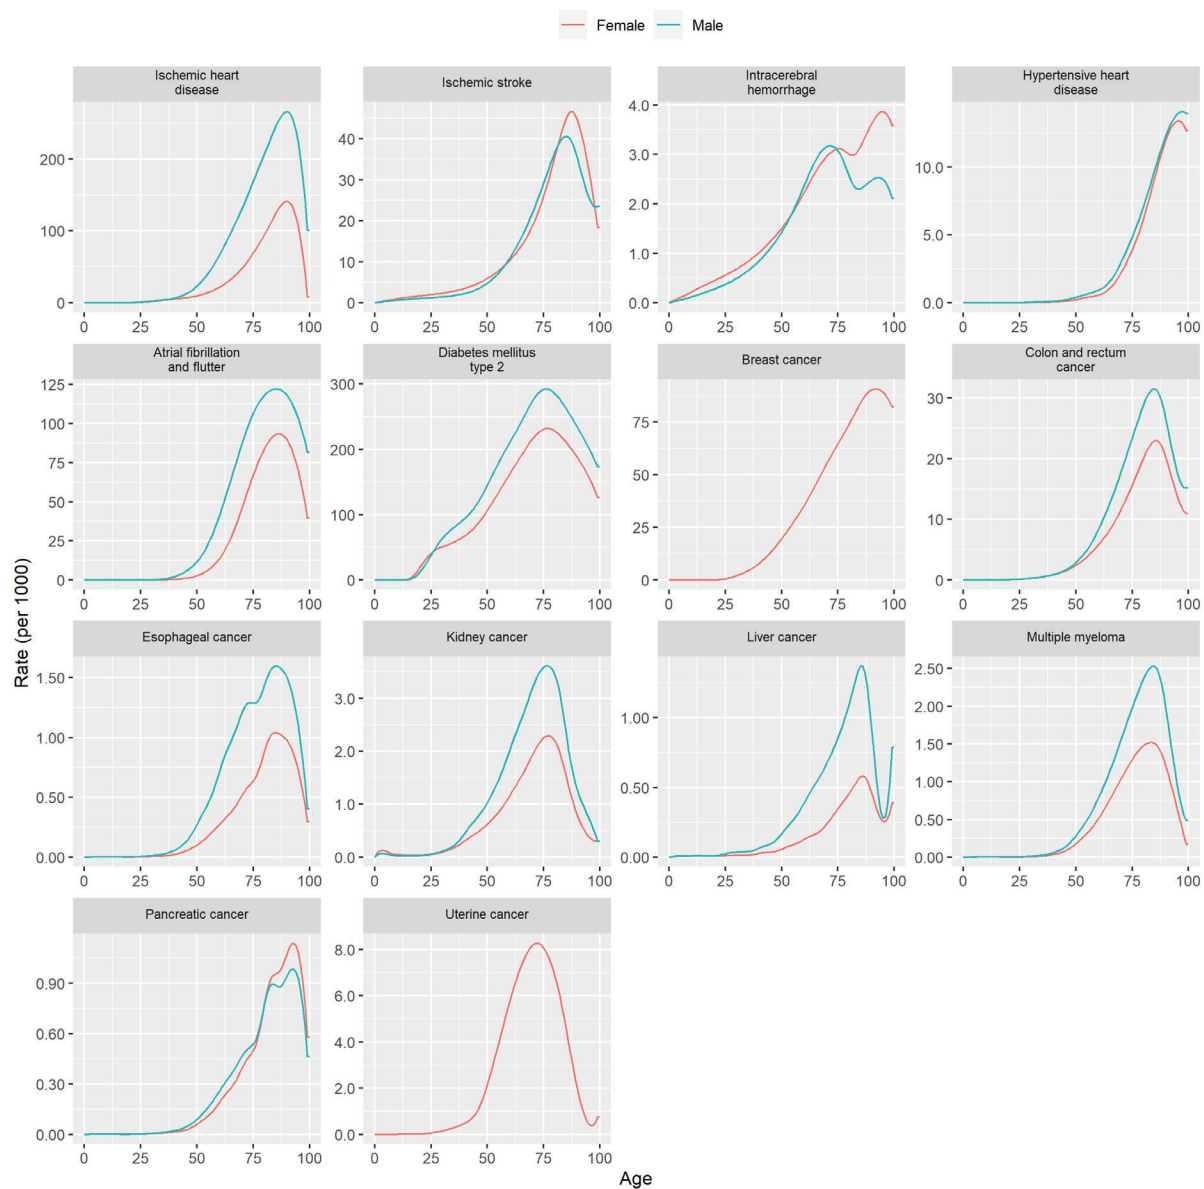 Female Male
Ischemic heart
disease
Ischemic stroke
Intracerebral
hemorrhage
Hypertensive heart
disease
200
100
0
0 25 50 75 100
40
30
20
10
0
0 25 50 75 100
4.0
3.0
2.0
1.0
0.0
0 25 50 75 100
10.0
5.0
0.0
0 25 50 75 100
Atrial fibrillation
and flutter
Diabetes mellitus
type 2
Breast cancer
Colon and rectum
cancer
125
100
75
50
25
0
0 25 50 75 100
300
200
100
0
0 25 50 75 100
75
50
25
0
0 25 50 75 100
30
20
10
0
0 25 50 75 100
Rate (per 1000)
Esophageal cancer
Kidney cancer
Liver cancer
Multiple myeloma
1.50
1.00
0.50
0.00
0 25 50 75 100
3.0
2.0
1.0
0.0
0 25 50 75 100
1.00
0.50
0.00
0 25 50 75 100
2.50
2.00
1.50
1.00
0.50
0.00
0 25 50 75 100
Pancreatic cancer
Uterine cancer
0.90
0.60
0.30
0.00
0 25 50 75 100
8.0
6.0
4.0
2.0
0.0
0 25 50 75 100
Age